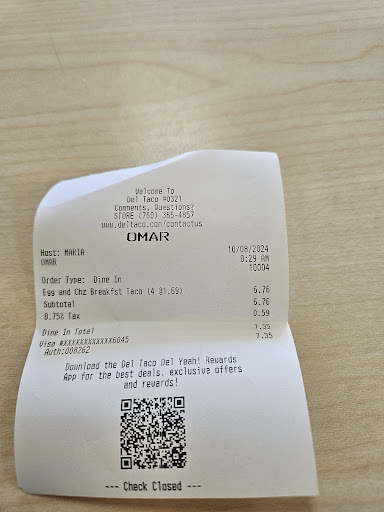 Welcome To
Del Taco #0321
Comments, Questions?
STORE (760) 365-4857
www.deltaco.com/contactus
OMAR
Host: MARIA 10/08/2024
OMAR 8:29 AM
10004
Order Type: Dine In
Egg and Chz Breakfst Taco (4 @1.69) 6.76
Subtotal 6.76
8.75% Tax 0.59
Dine In Total 7.35
Visa #XXXXXXXXXXXX6045 7.35
Auth:008262
Download the Del Taco Del Yeah! Rewards
App for the best deals, exclusive offers
and rewards!
--- Check Closed ---